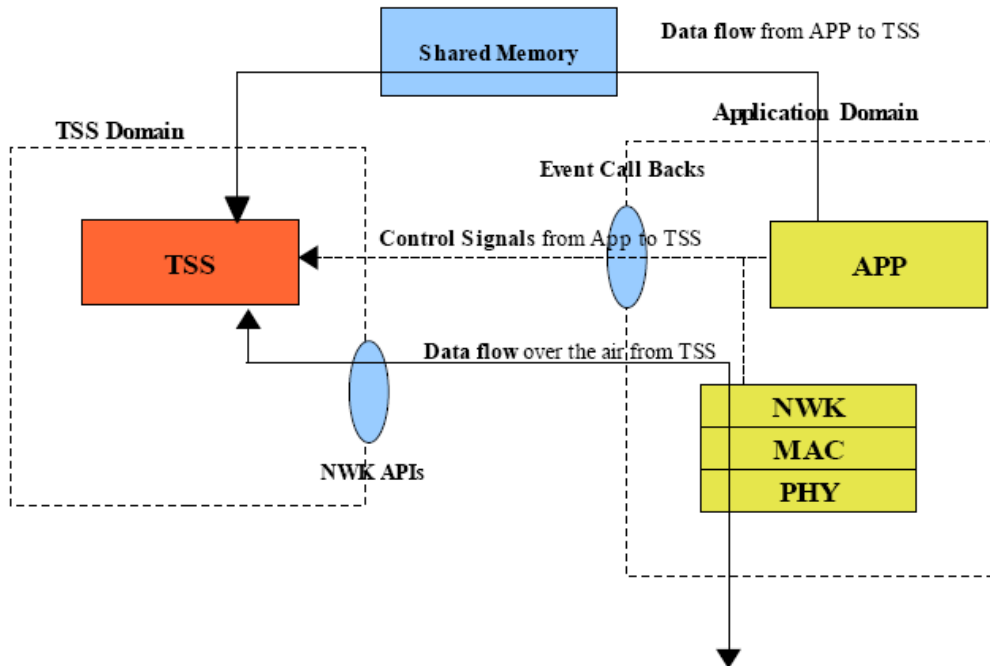 Data flow from APP to TSS
Shared Memory
Application Domain
TSS Domain
Event Call Backs
Control Signals from App to TSS
TSS
APP
Data flow over the air from TSS
NWK
MAC
NWK APIs
PHY